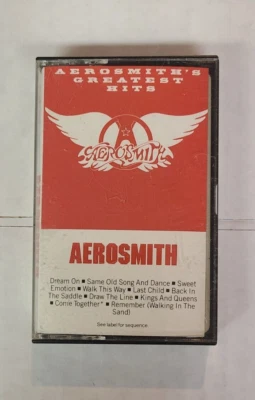 AEROSMITH'S
GREATEST
HITS
AEROSMITH
AEROSMITH
Dream On ■ Same Old Song And Dance ■ Sweet
Emotion ■ Walk This Way ■ Last Child ■ Back In
The Saddle ■ Draw The Line ■ Kings And Queens
■ Come Together* ■ Remember (Walking In The
Sand)
See label for sequence